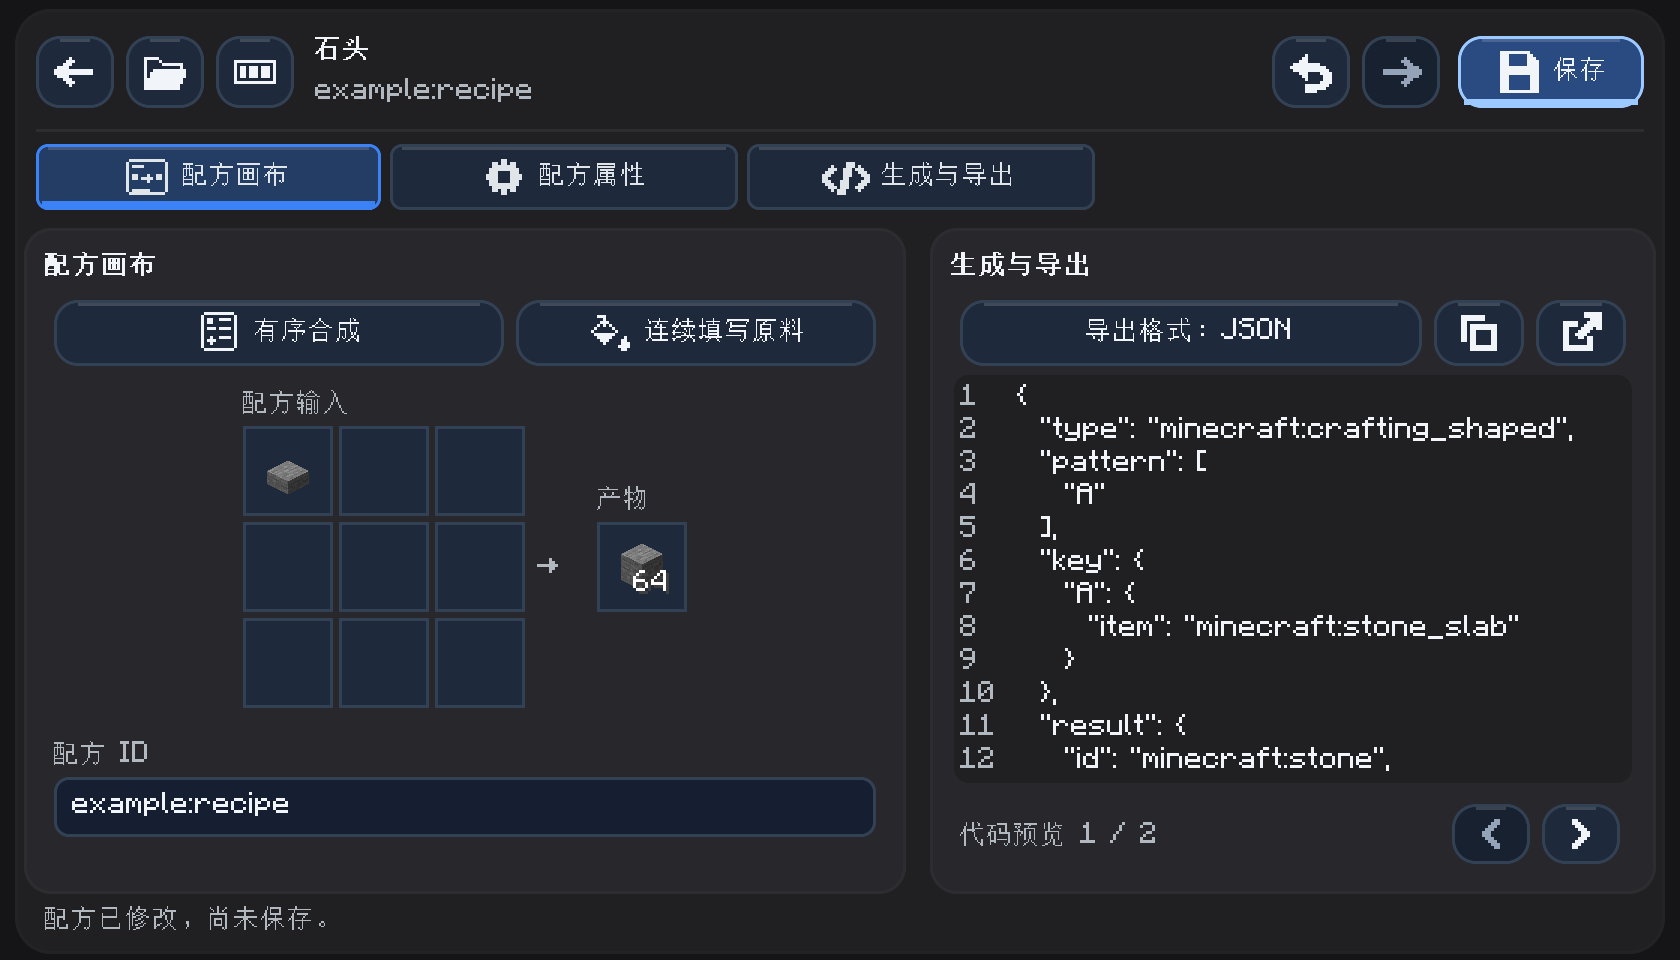 石头
example:recipe
保存
配方画布
配方属性
生成与导出
配方画布
有序合成
连续填写原料
配方输入
产物
64
配方 ID
example:recipe
生成与导出
导出格式：JSON
1 {
2 "type": "minecraft:crafting_shaped",
3 "pattern": [
4 "A"
5 ],
6 "key": {
7 "A": {
8 "item": "minecraft:stone_slab"
9 }
10 },
11 "result": {
12 "id": "minecraft:stone",
代码预览 1 / 2
配方已修改，尚未保存。